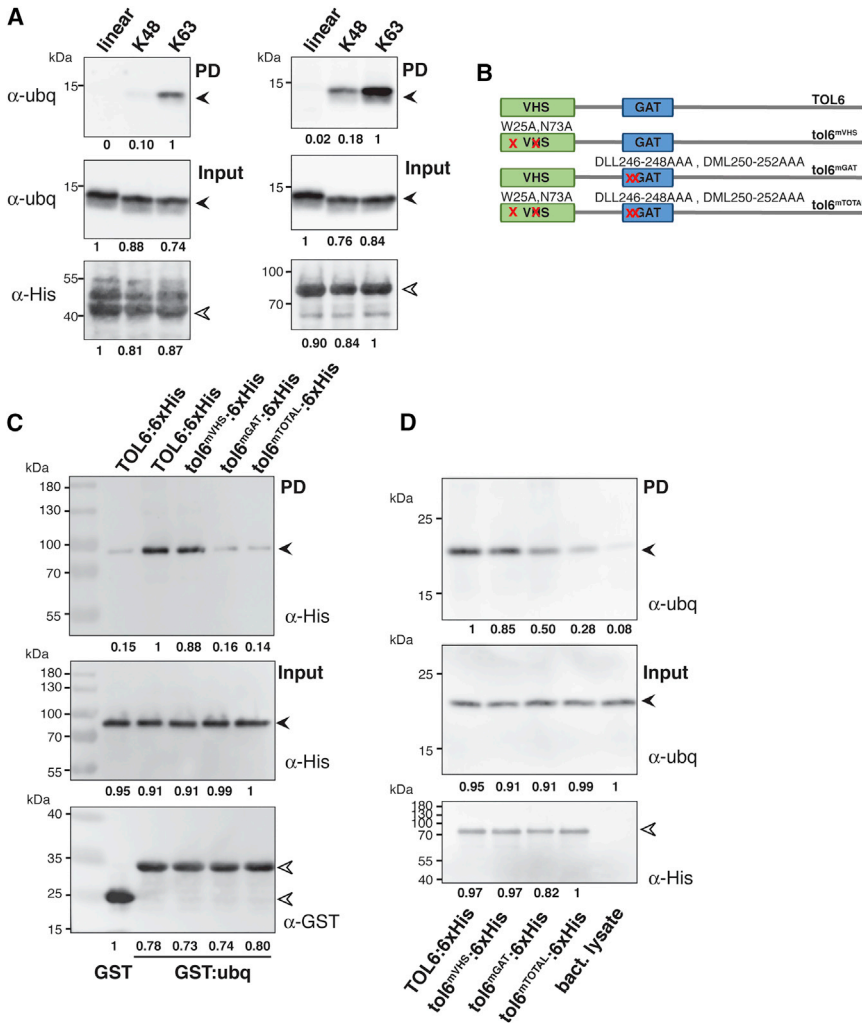 A
linear K48 K63
linear K48 K63
kDa PD kDa PD
α-ubq 15 15
0 0.10 1 0.02 0.18 1
Input Input
α-ubq 15 15
1 0.88 0.74 1 0.76 0.84
α-His 55 40 100 70
1 0.81 0.87 0.90 0.84 1
B
VHS GAT TOL6
W25A,N73A
X VHS X GAT tol6mVHS
DLL246-248AAA , DML250-252AAA
VHS XXGAT tol6mGAT
W25A,N73A DLL246-248AAA , DML250-252AAA
X VHS X XXGAT tol6mTOTAL
C
TOL6:6xHis TOL6:6xHis tol6mVHS:6xHis tol6mGAT:6xHis tol6mTOTAL:6xHis
kDa PD
180
130
100
70
55
α-His
0.15 1 0.88 0.16 0.14
kDa Input
180
130
100
70
55
α-His
0.95 0.91 0.91 0.99 1
kDa
40
35
25
15
α-GST
1 0.78 0.73 0.74 0.80
GST GST:ubq
D
kDa PD
25
15
α-ubq
1 0.85 0.50 0.28 0.08
kDa Input
25
15
α-ubq
0.95 0.91 0.91 0.99 1
kDa
180
130
100
70
55
40
α-His
0.97 0.97 0.82 1
TOL6:6xHis tol6mVHS:6xHis tol6mGAT:6xHis tol6mTOTAL:6xHis bact. lysate